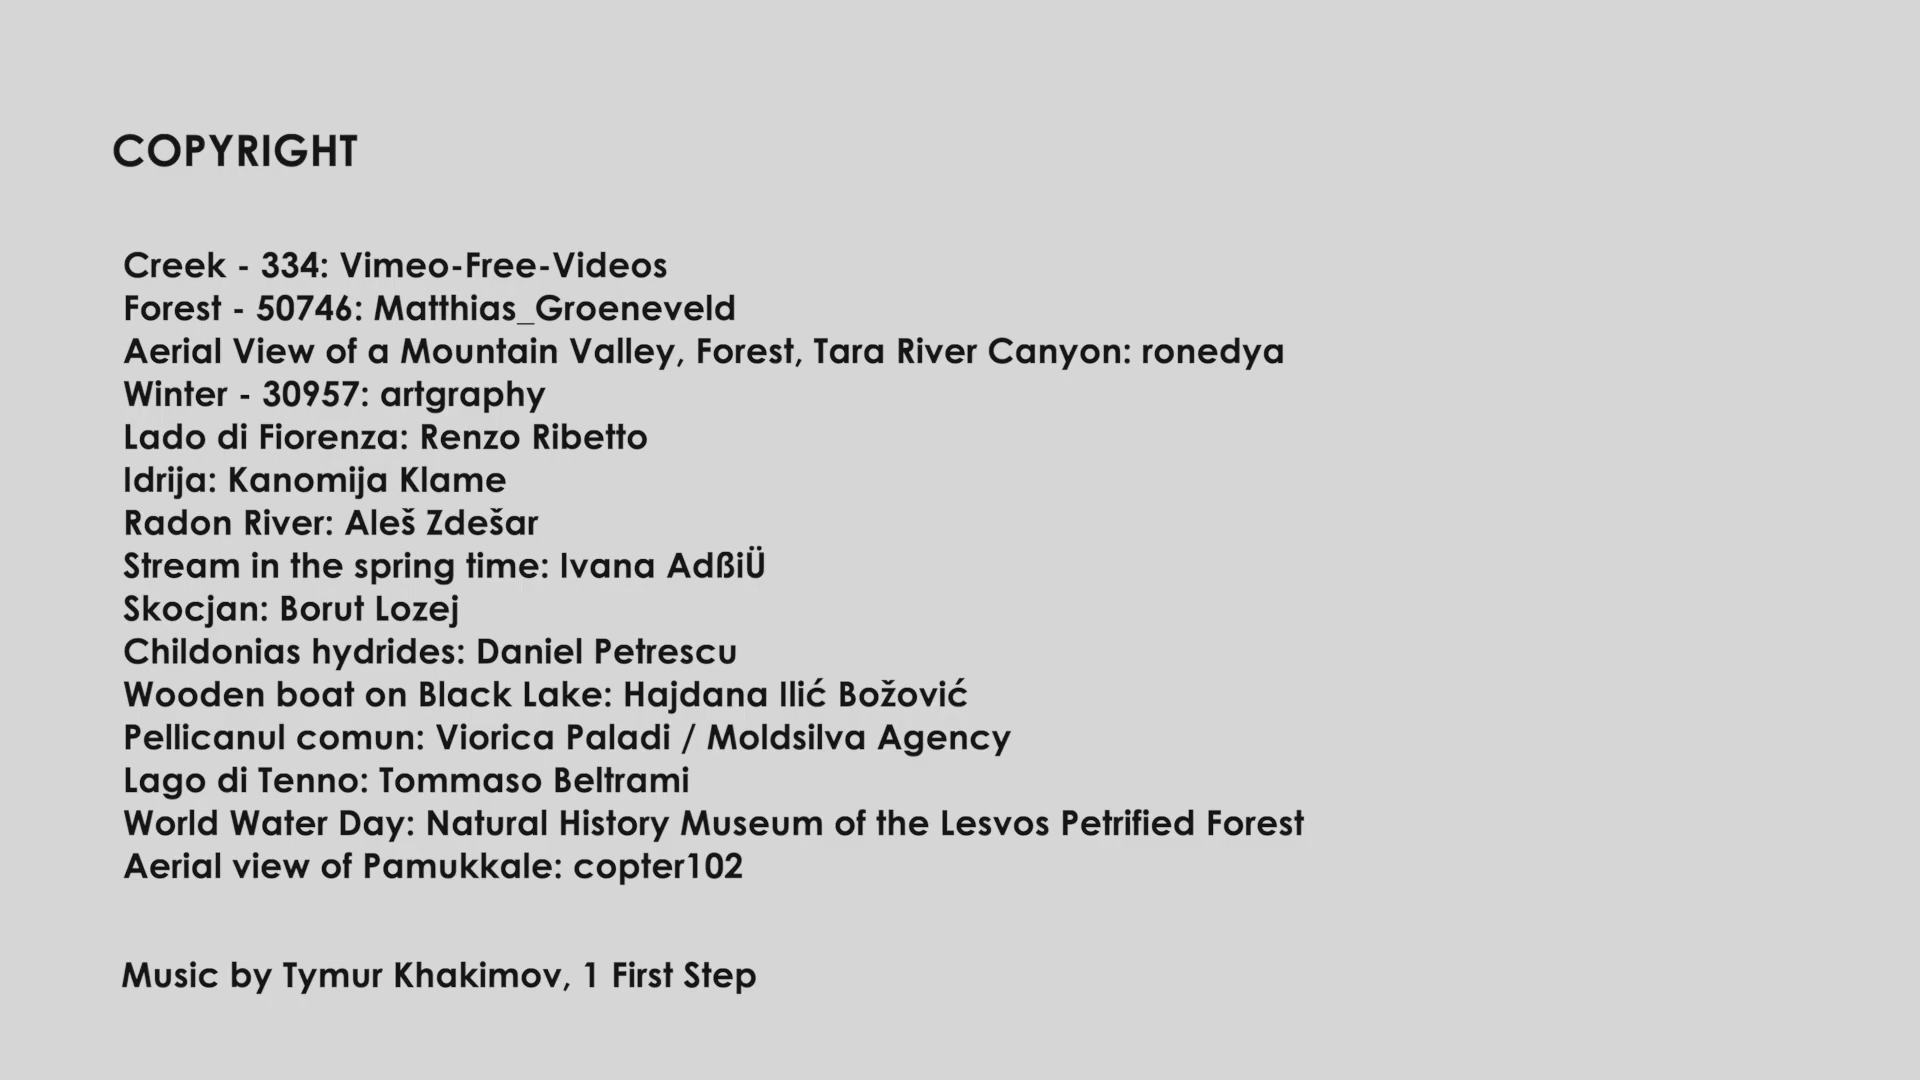 COPYRIGHT
Creek - 334: Vimeo-Free-Videos
Forest - 50746: Matthias_Groeneveld
Aerial View of a Mountain Valley, Forest, Tara River Canyon: ronedya
Winter - 30957: artgraphy
Lado di Fiorenza: Renzo Ribetto
Idrija: Kanomija Klame
Radon River: Aleš Zdešar
Stream in the spring time: Ivana AdßiÜ
Skocjan: Borut Lozej
Childonias hydrides: Daniel Petrescu
Wooden boat on Black Lake: Hajdana Ilić Božović
Pellicanul comun: Viorica Paladi / Moldsilva Agency
Lago di Tenno: Tommaso Beltrami
World Water Day: Natural History Museum of the Lesvos Petrified Forest
Aerial view of Pamukkale: copter102
Music by Tymur Khakimov, 1 First Step